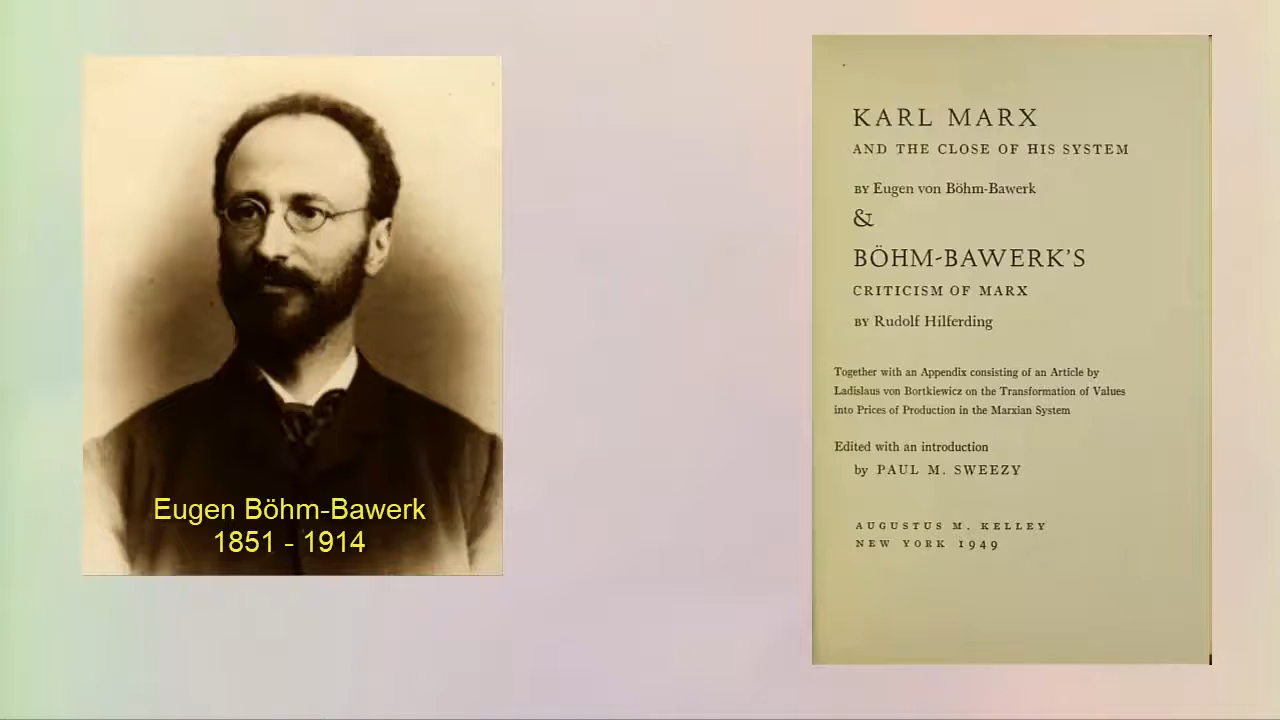 Eugen Böhm-Bawerk
1851 - 1914
KARL MARX
AND THE CLOSE OF HIS SYSTEM
BY Eugen von Böhm-Bawerk
&
BÖHM-BAWERK'S
CRITICISM OF MARX
BY Rudolf Hilferding
Together with an Appendix consisting of an Article by
Ladislaus von Bortkiewicz on the Transformation of Values
into Prices of Production in the Marxian System
Edited with an introduction
by PAUL M. SWEEZY
AUGUSTUS M. KELLEY
NEW YORK 1949